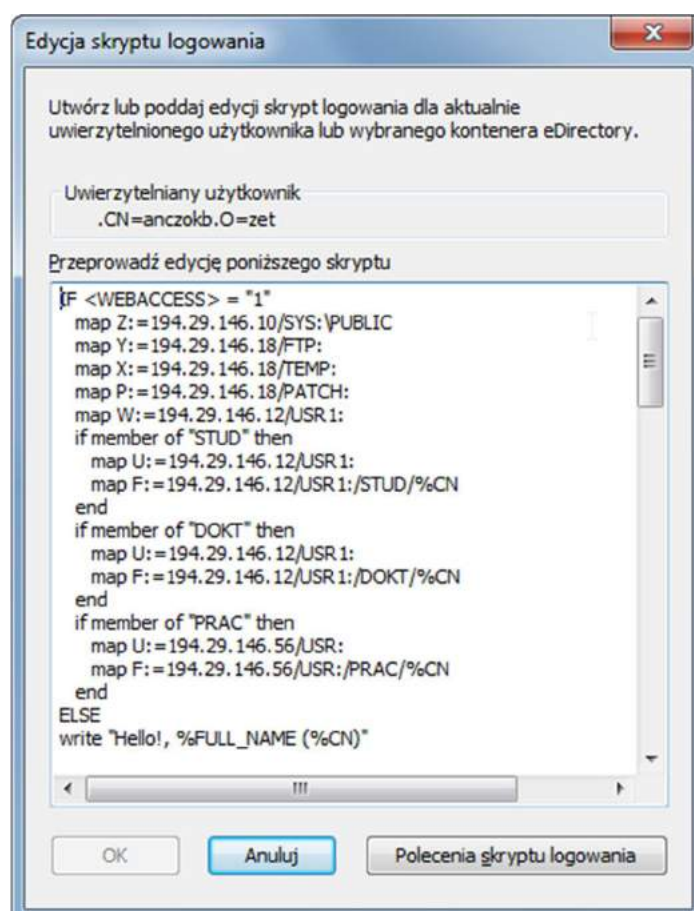 Edycja skryptu logowania
Utwórz lub poddaj edycji skrypt logowania dla aktualnie
uwierzytelnionego użytkownika lub wybranego kontenera eDirectory.
Uwierzytelniany użytkownik
.CN=anczokb.O=zet
Przeprowadź edycję poniższego skryptu
IF <WEBACCESS> = "1"
map Z:=194.29.146.10/SYS:\PUBLIC
map Y:=194.29.146.18/FTP:
map X:=194.29.146.18/TEMP:
map P:=194.29.146.18/PATCH:
map W:=194.29.146.12/USR1:
if member of "STUD" then
map U:=194.29.146.12/USR1:
map F:=194.29.146.12/USR1:/STUD/%CN
end
if member of "DOKT" then
map U:=194.29.146.12/USR1:
map F:=194.29.146.12/USR1:/DOKT/%CN
end
if member of "PRAC" then
map U:=194.29.146.56/USR:
map F:=194.29.146.56/USR:/PRAC/%CN
end
ELSE
write "Hello!, %FULL_NAME (%CN)"
OK Anuluj Polecenia skryptu logowania